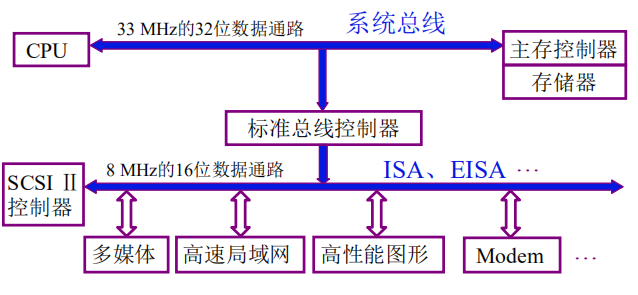 33 MHz的32位数据通路
系统总线
CPU
主存控制器
存储器
标准总线控制器
8 MHz的16位数据通路
ISA、EISA …
SCSI Ⅱ
控制器
多媒体
高速局域网
高性能图形
Modem
…